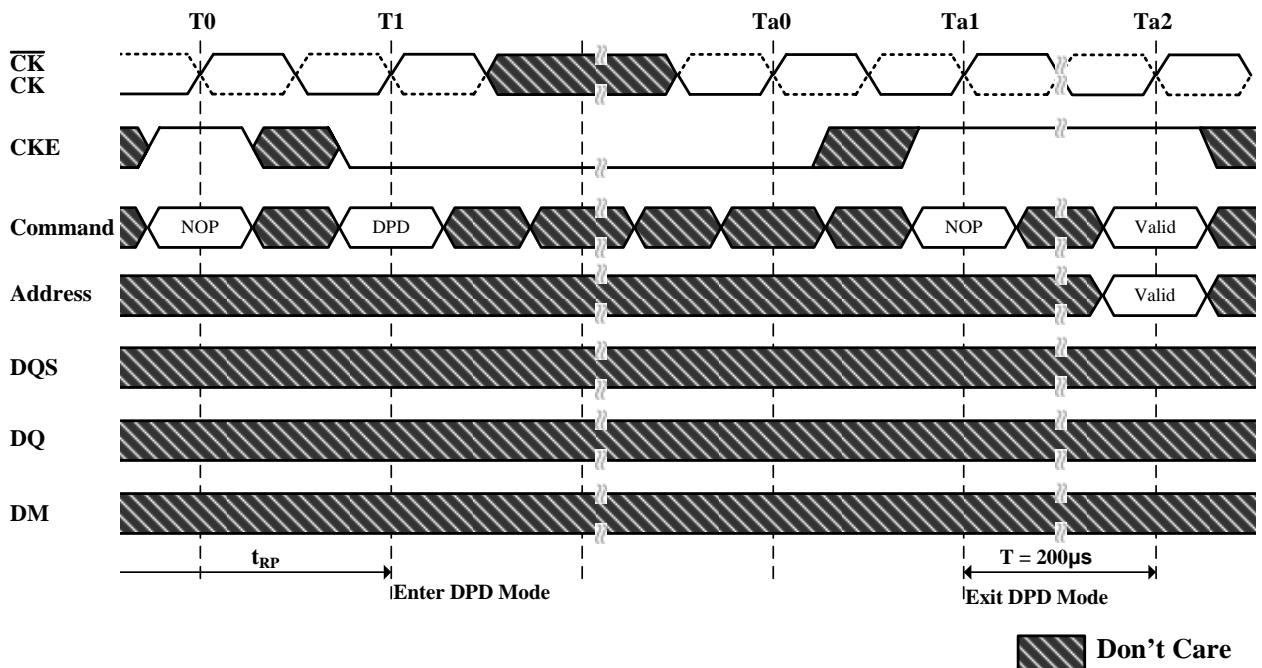 T0 T1 Ta0 Ta1 Ta2
CK
CK
CKE
Command NOP DPD NOP Valid
Address Valid
DQS
DQ
DM
tRP T = 200µs
Enter DPD Mode Exit DPD Mode
Don't Care